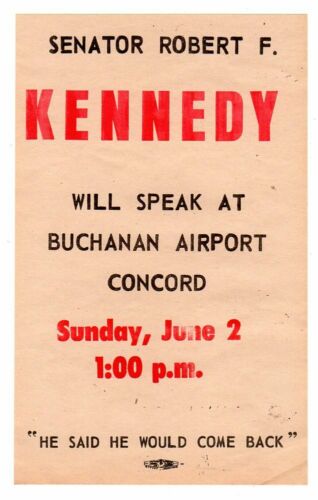 SENATOR ROBERT F.
KENNEDY
WILL SPEAK AT
BUCHANAN AIRPORT
CONCORD
Sunday, June 2
1:00 p.m.
"HE SAID HE WOULD COME BACK"